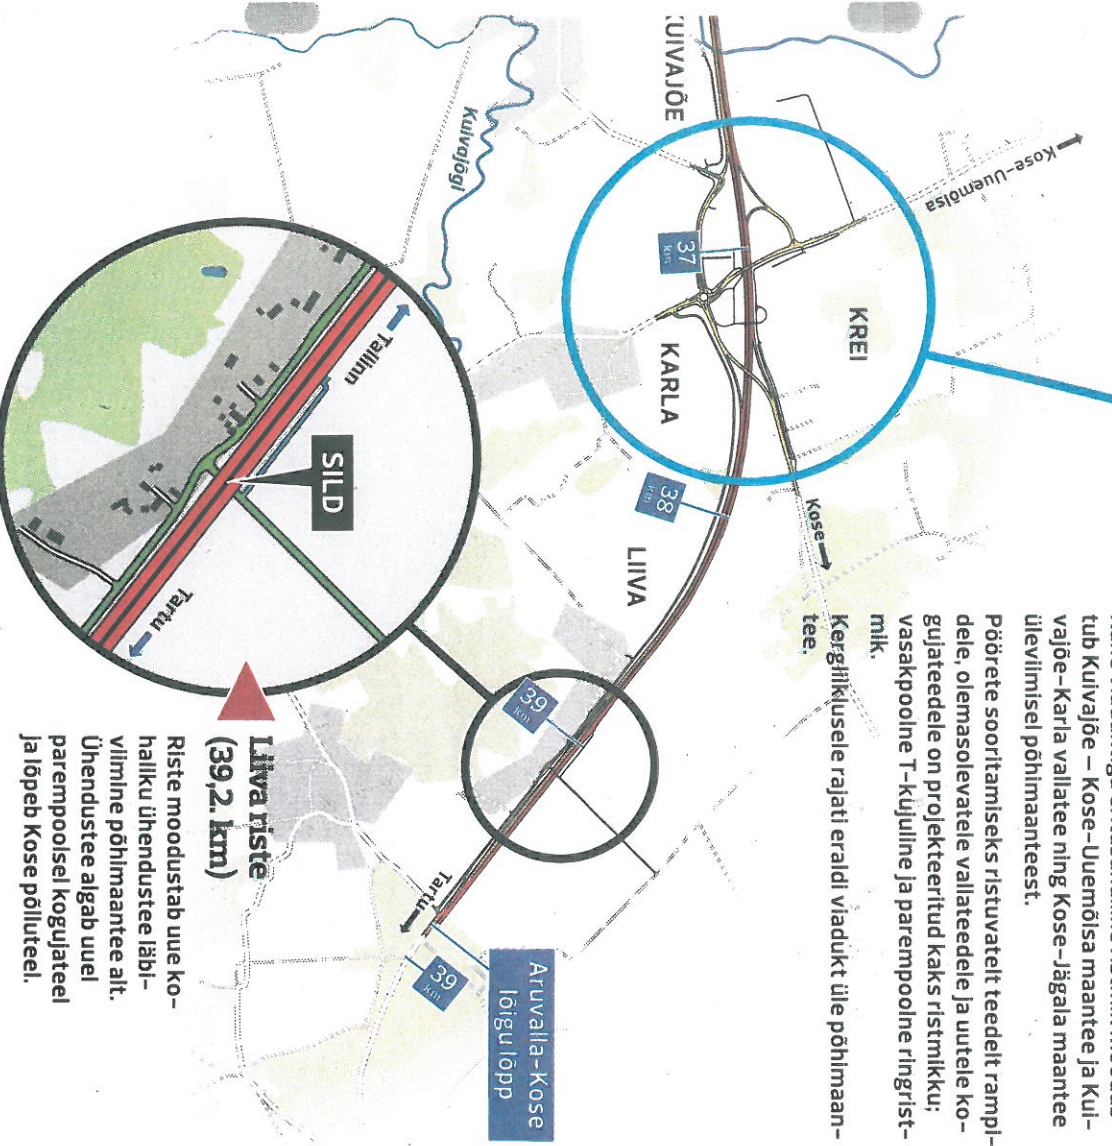 tub Kuivajõe – Kose-Uuemõisa maantee ja Kui-
vajõe-Karla vallatee ning Kose-Jägala maantee
üleviimisel põhimaanteest.
Pöörete sooritamiseks ristuvatelt teedelt rampi-
dele, olemasolevatele vallateedele ja uutele ko-
gujateedele on projekteeritud kaks ristmikku;
vasakpoolne T-kujuline ja parempoolne ringrist-
mik.
Kergliiklusele rajati eraldi viadukt üle põhimaan-
tee.
Kose-Uuemõisa
KREI
Kose
UIVAJÕE
37
km
KARLA
38
km
LIIVA
Kuivajõgi
39
km
Tartu
39
km
Aruvalla-Kose
lõigu lõpp
Tallinn
SILD
Tartu
Liiva riste
(39,2. km)
Riste moodustab uue ko-
haliku ühendustee läbi-
viimine põhimaantee alt.
Ühendustee algab uuel
parempoolsel kogujateel
ja lõpeb Kose põlluteel.